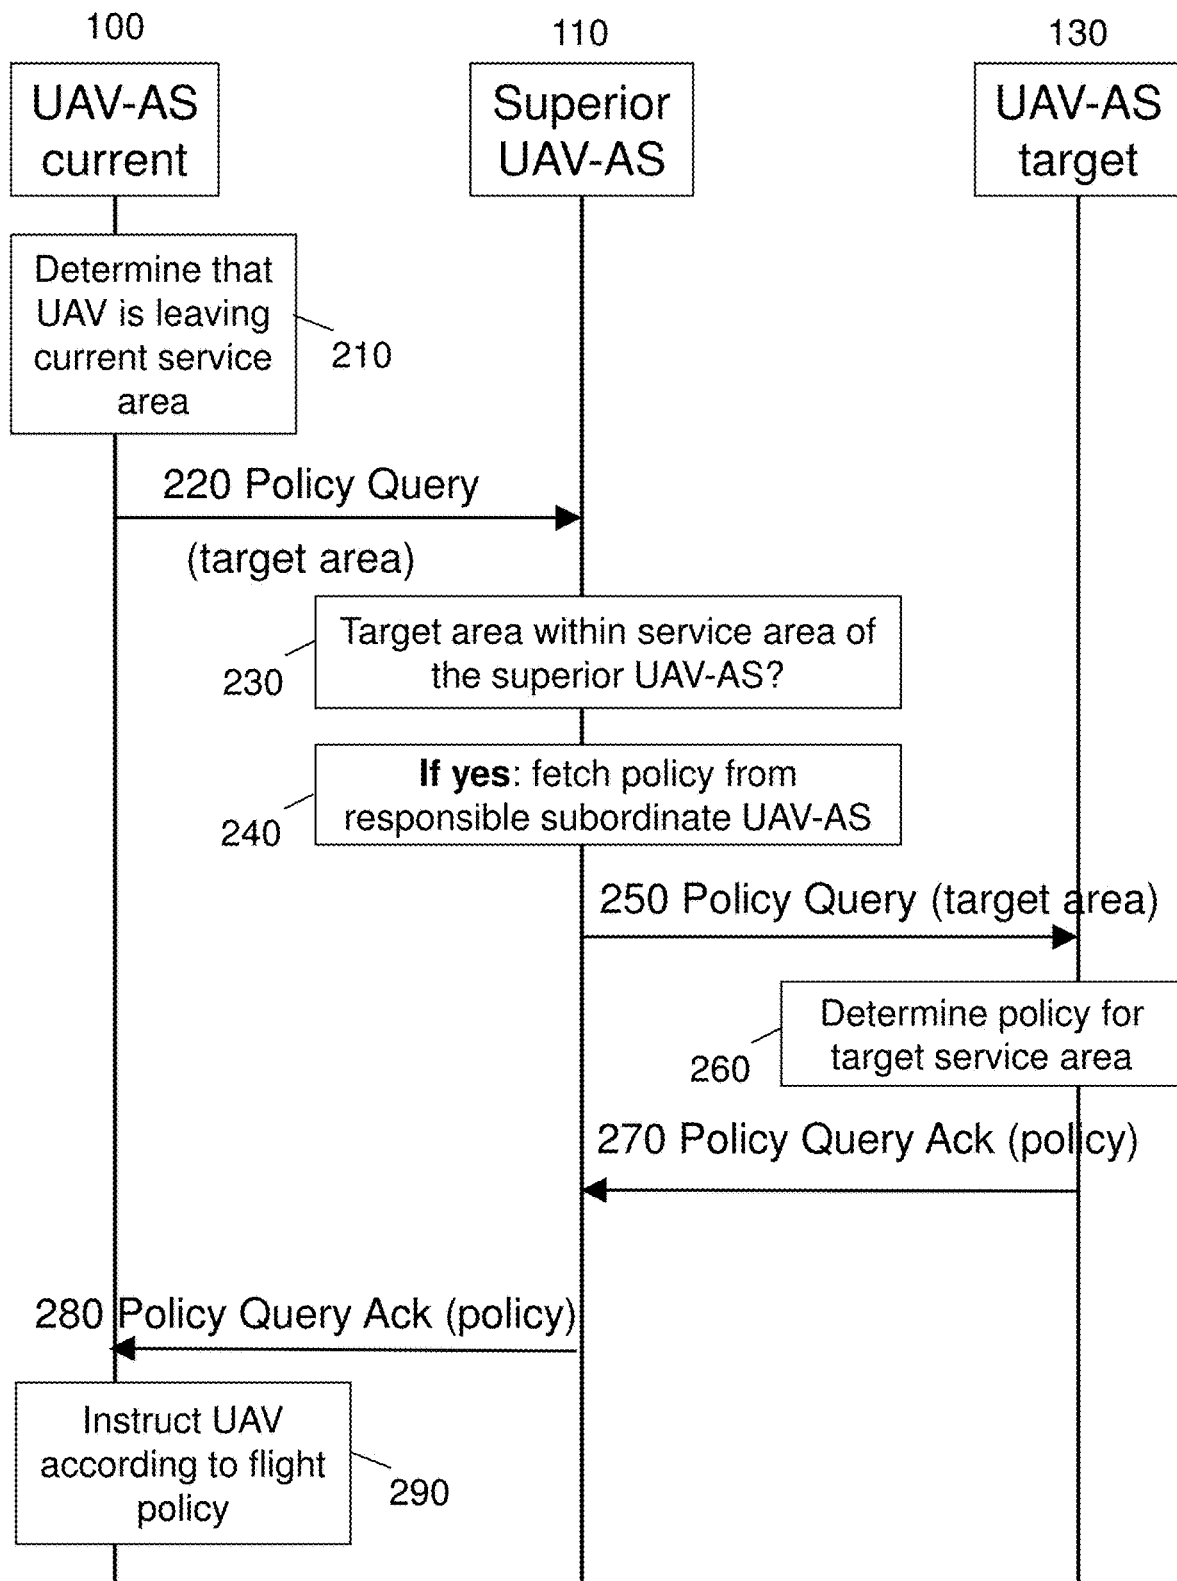 100
110
130
UAV-AS
current
Superior
UAV-AS
UAV-AS
target
Determine that
UAV is leaving
current service
area
210
220 Policy Query
(target area)
Target area within service area of
the superior UAV-AS?
230
If yes: fetch policy from
responsible subordinate UAV-AS
240
250 Policy Query (target area)
Determine policy for
target service area
260
270 Policy Query Ack (policy)
280 Policy Query Ack (policy)
Instruct UAV
according to flight
policy
290